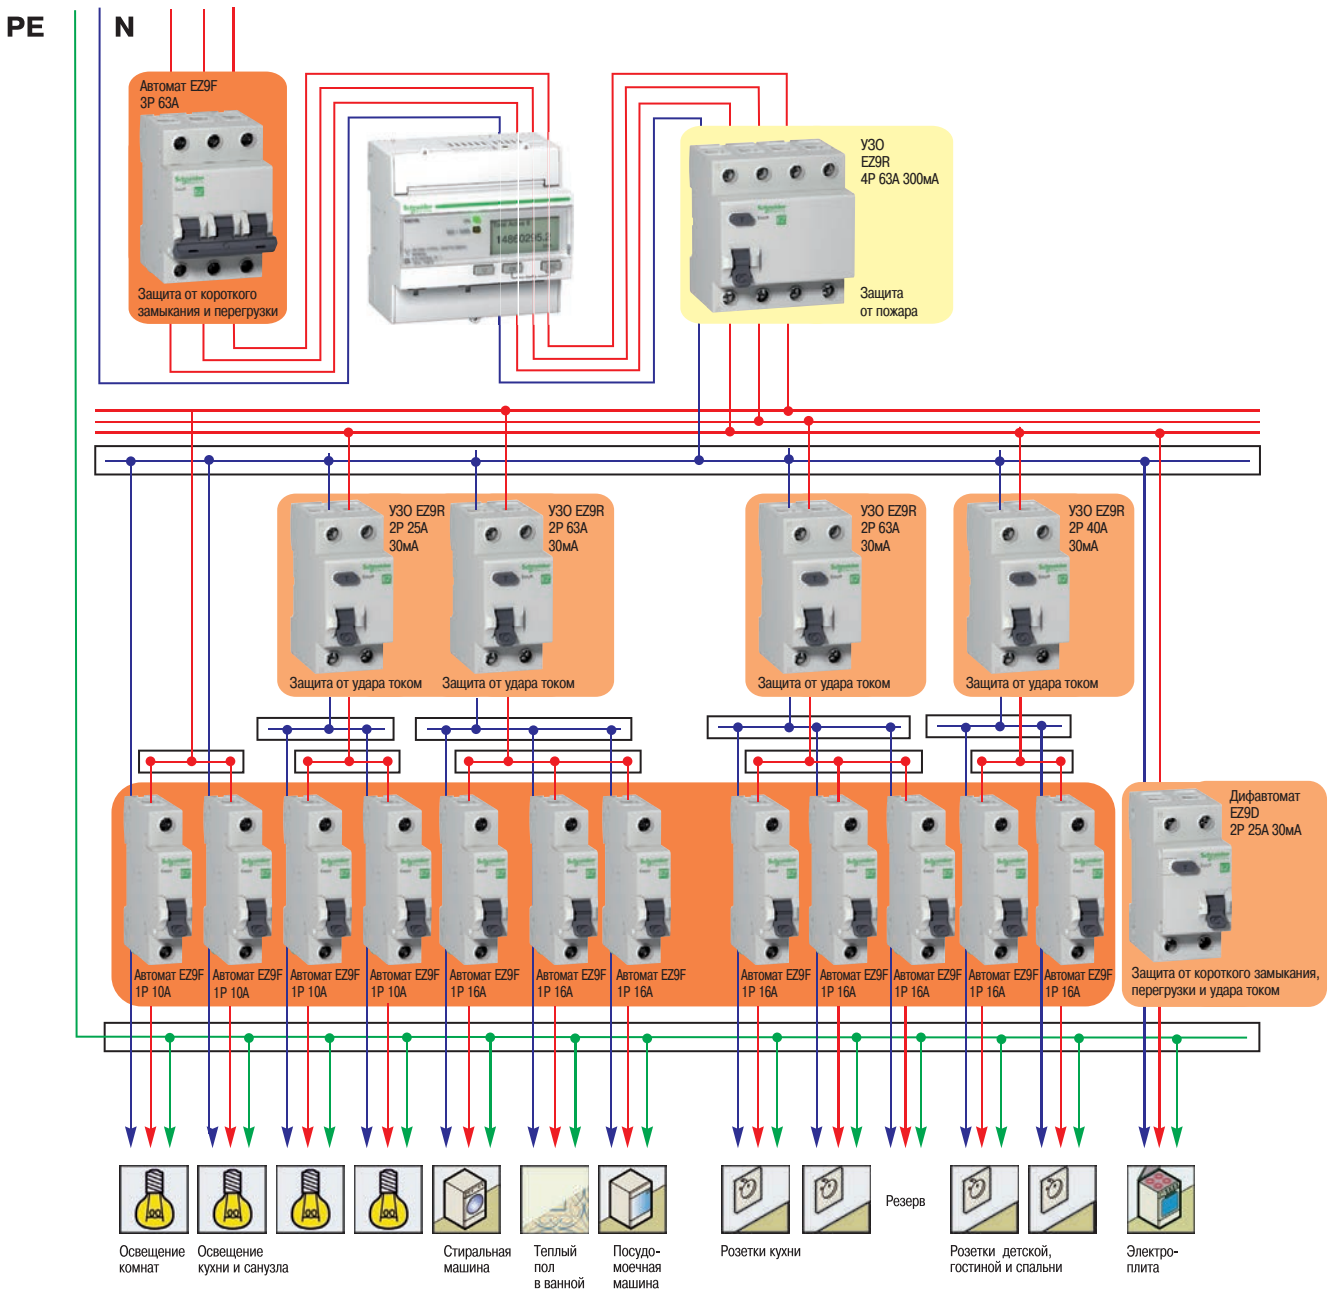 PE
N
Автомат EZ9F
3P 63A
Защита от короткого
замыкания и перегрузки
Schneider
14860295.2
УЗО
EZ9R
4P 63A 300мА
Защита
от пожара
УЗО EZ9R
2P 25A
30мА
Защита от удара током
УЗО EZ9R
2P 63A
30мА
Защита от удара током
УЗО EZ9R
2P 63A
30мА
Защита от удара током
УЗО EZ9R
2P 40A
30мА
Защита от удара током
Автомат EZ9F
1P 10A
Автомат EZ9F
1P 10A
Автомат EZ9F
1P 10A
Автомат EZ9F
1P 10A
Автомат EZ9F
1P 16A
Автомат EZ9F
1P 16A
Автомат EZ9F
1P 16A
Автомат EZ9F
1P 16A
Автомат EZ9F
1P 16A
Автомат EZ9F
1P 16A
Автомат EZ9F
1P 16A
Автомат EZ9F
1P 16A
Дифавтомат
EZ9D
2P 25A 30мА
Защита от короткого замыкания,
перегрузки и удара током
Освещение
комнат
Освещение
кухни и санузла
Стиральная
машина
Теплый
пол
в ванной
Посудо-
моечная
машина
Розетки кухни
Резерв
Розетки детской,
гостиной и спальни
Электро-
плита